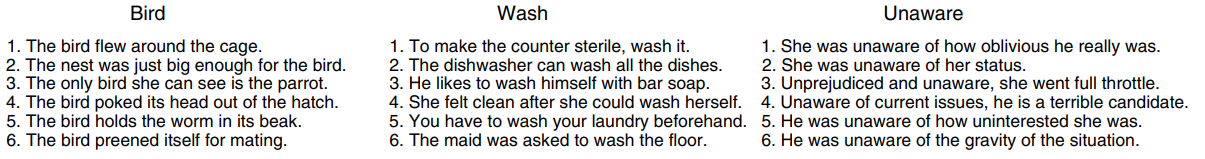 Bird
1. The bird flew around the cage.
2. The nest was just big enough for the bird.
3. The only bird she can see is the parrot.
4. The bird poked its head out of the hatch.
5. The bird holds the worm in its beak.
6. The bird preened itself for mating.
Wash
1. To make the counter sterile, wash it.
2. The dishwasher can wash all the dishes.
3. He likes to wash himself with bar soap.
4. She felt clean after she could wash herself.
5. You have to wash your laundry beforehand.
6. The maid was asked to wash the floor.
Unaware
1. She was unaware of how oblivious he really was.
2. She was unaware of her status.
3. Unprejudiced and unaware, she went full throttle.
4. Unaware of current issues, he is a terrible candidate.
5. He was unaware of how uninterested she was.
6. He was unaware of the gravity of the situation.